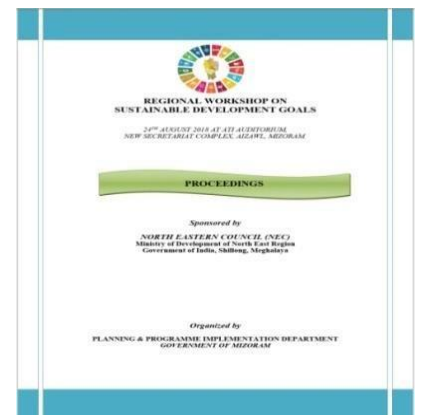 REGIONAL WORKSHOP ON
SUSTAINABLE DEVELOPMENT GOALS
24TH AUGUST 2018 AT ATI AUDITORIUM,
NEW SECRETARIAT COMPLEX, AIZAWL, MIZORAM
PROCEEDINGS
Sponsored by
NORTH EASTERN COUNCIL (NEC)
Ministry of Development of North East Region
Government of India, Shillong, Meghalaya
Organized by
PLANNING & PROGRAMME IMPLEMENTATION DEPARTMENT
GOVERNMENT OF MIZORAM